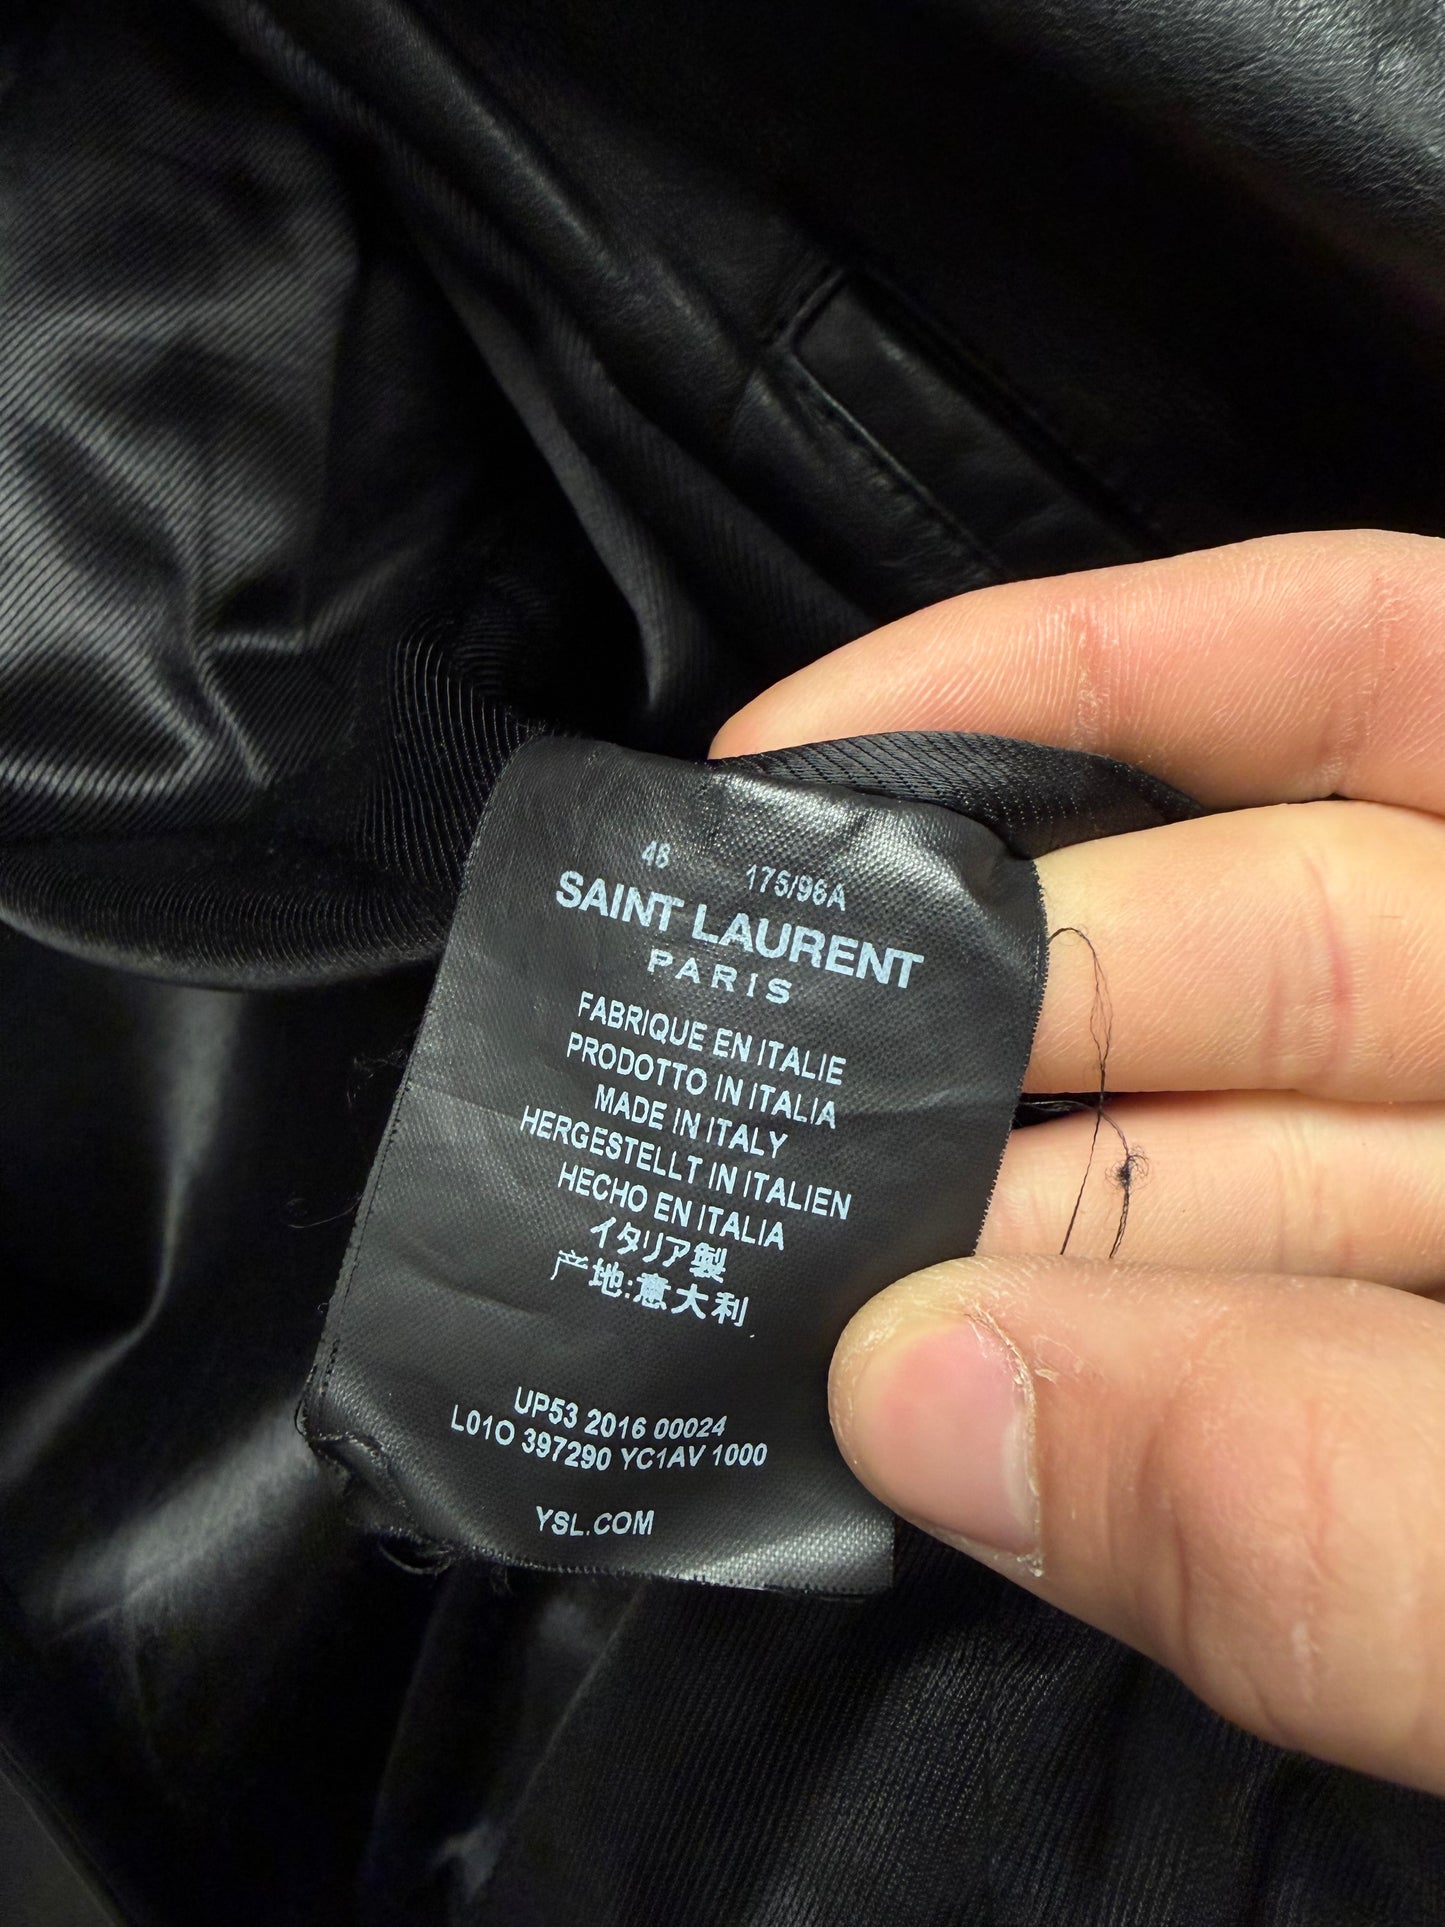 48 175/96A
SAINT LAURENT
PARIS
FABRIQUE EN ITALIE
PRODOTTO IN ITALIA
MADE IN ITALY
HERGESTELLT IN ITALIEN
HECHO EN ITALIA
イタリア製
产地:意大利
UP53 2016 00024
L01O 397290 YC1AV 1000
YSL.COM